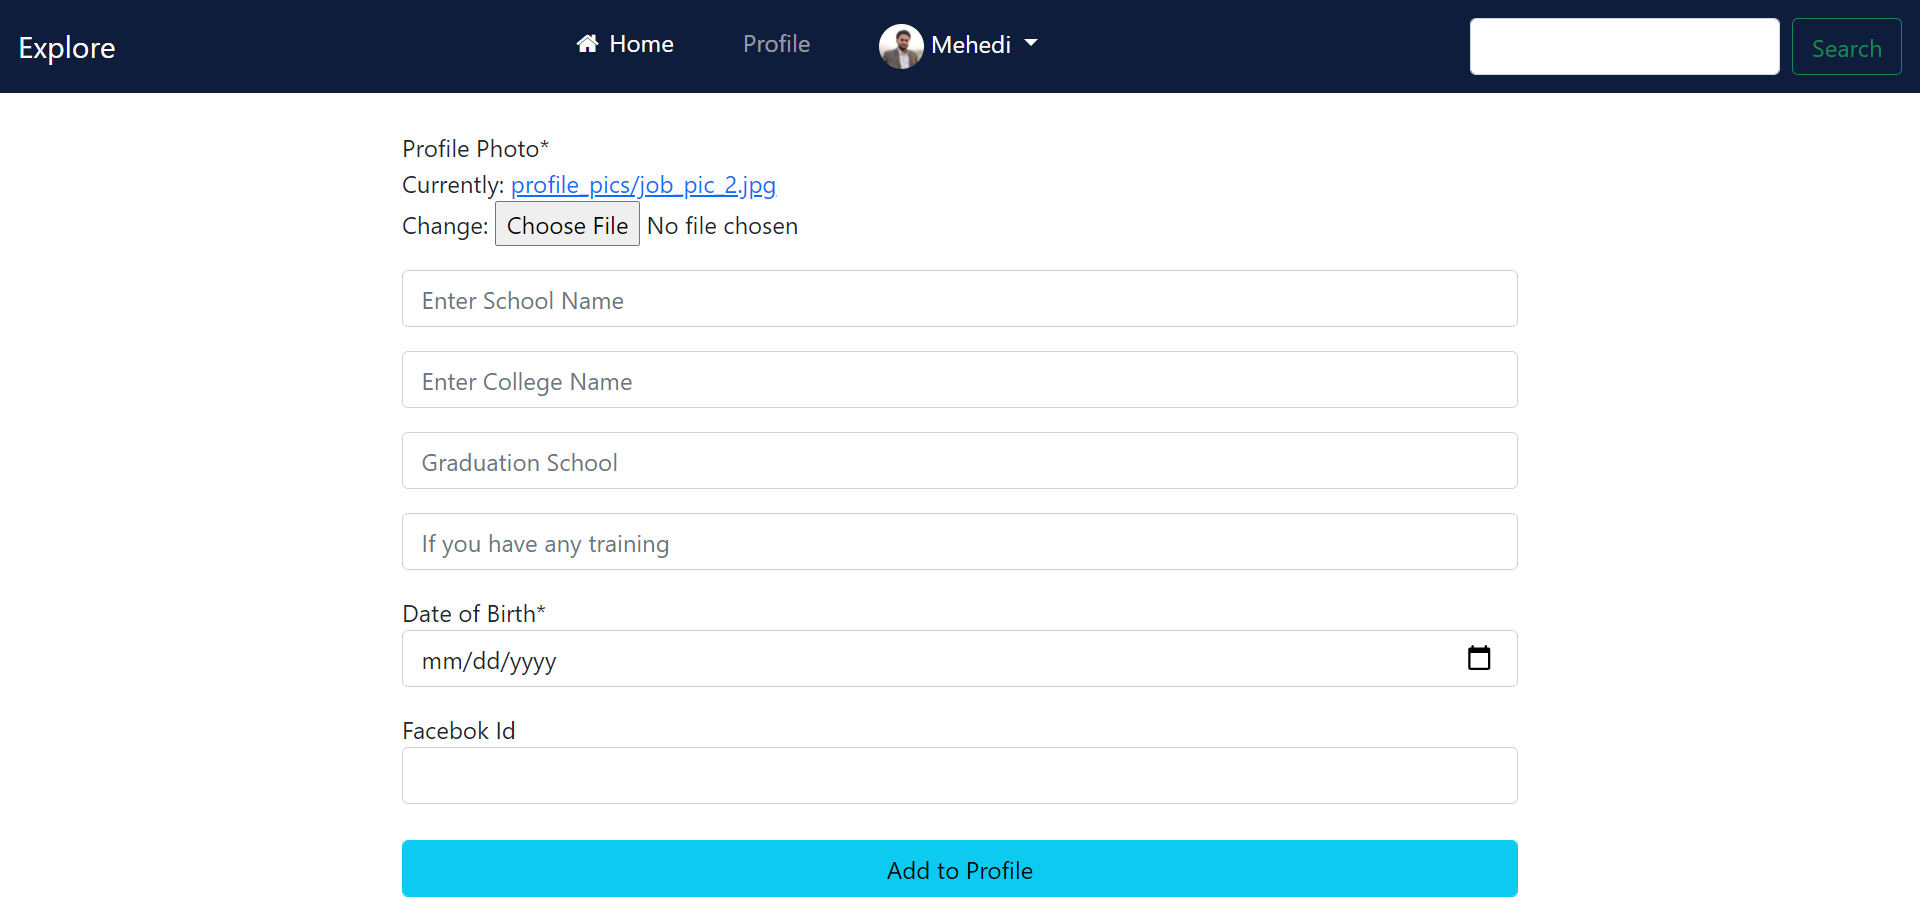 Explore
Home
Profile
Mehedi
Search
Profile Photo*
Currently: profile_pics/job_pic_2.jpg
Change: Choose File No file chosen
Enter School Name
Enter College Name
Graduation School
If you have any training
Date of Birth*
mm/dd/yyyy
Facebok Id
Add to Profile